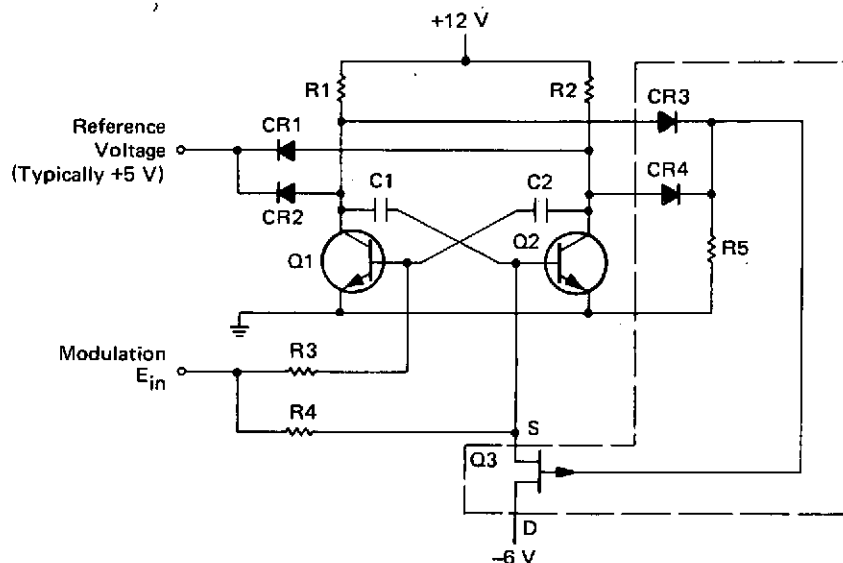 +12 V
R1
R2
CR3
Reference
Voltage
(Typically +5 V)
CR1
CR4
CR2
C1
C2
Q1
Q2
R5
Modulation
E_in
R3
R4
S
Q3
D
–6 V